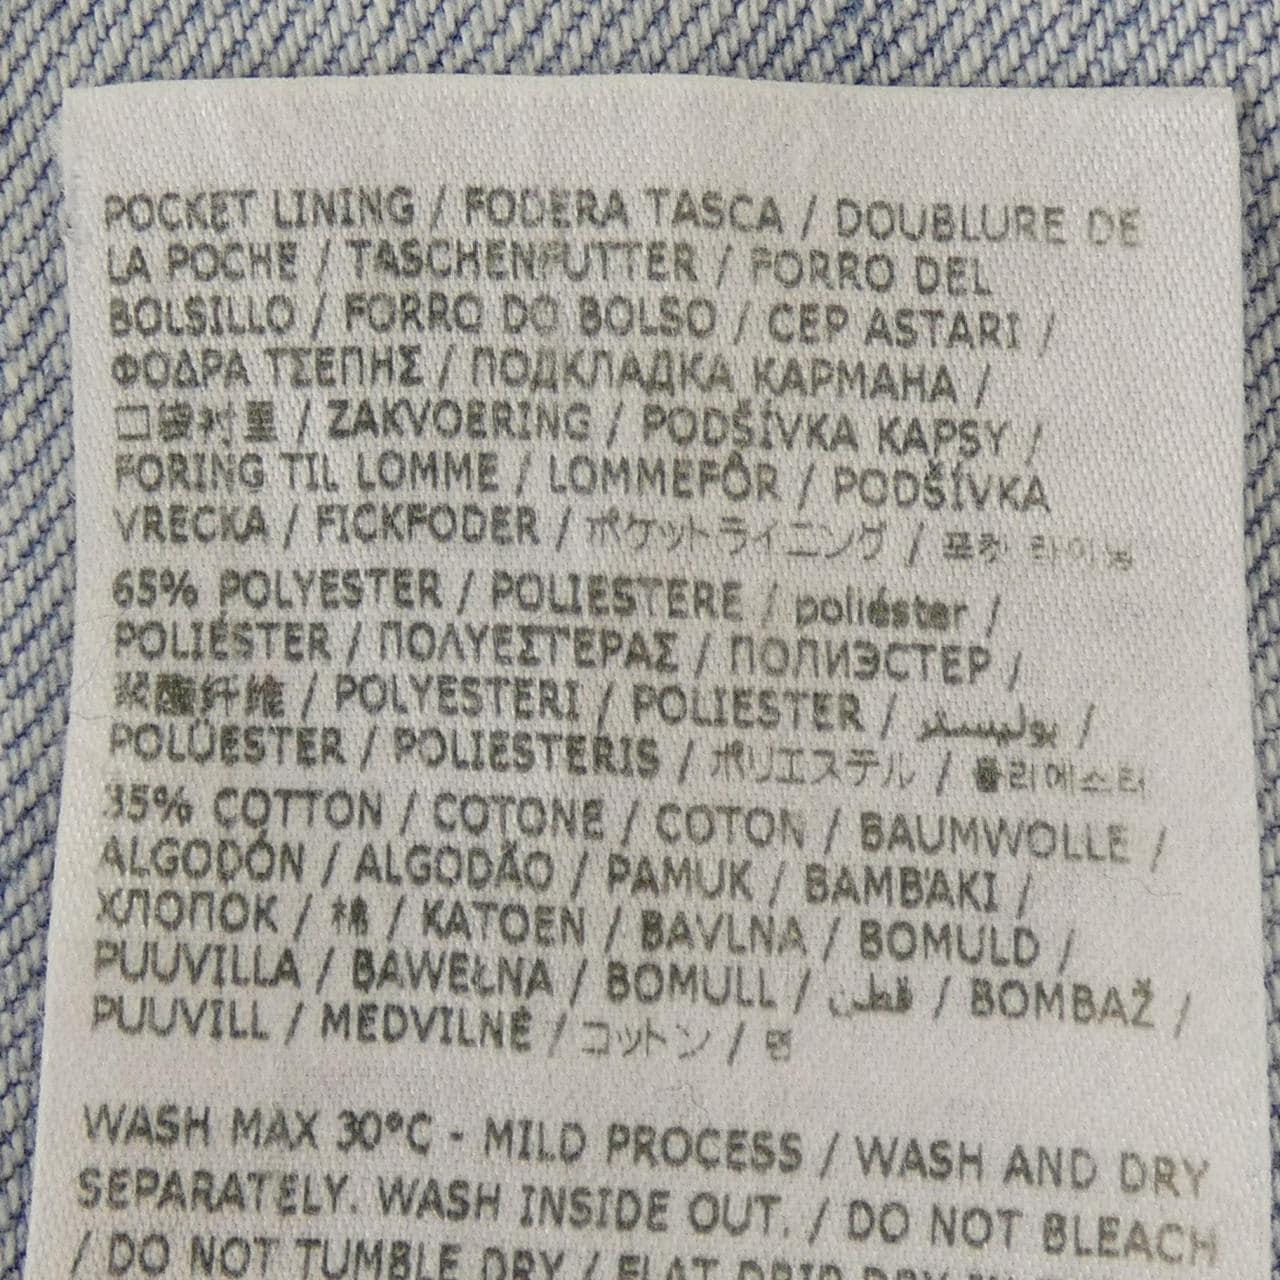 POCKET LINING / FODERA TASCA / DOUBLURE DE
LA POCHE / TASCHENFUTTER / FORRO DEL
BOLSILLO / FORRO DO BOLSO / CEP ASTARI /
ΦΟΔΡΑ ΤΣΕΠΗΣ / ПОДКЛАДКА КАРМАНА /
口袋衬里 / ZAKVOERING / PODŠÍVKA KAPSY /
FORING TIL LOMME / LOMMEFÔR / PODŠÍVKA
VRECKA / FICKFODER / ポケットライニング / 포켓 라이닝
65% POLYESTER / POLIESTERE / poliéster /
POLIÉSTER / ΠΟΛΥΕΣΤΕΡΑΣ / ПОЛИЭСТЕР /
聚酯纤维 / POLYESTERI / POLIESTER / بوليستر /
POLÜESTER / POLIESTERIS / ポリエステル / 폴리에스터
35% COTTON / COTONE / COTON / BAUMWOLLE /
ALGODÓN / ALGODÃO / PAMUK / BAMBAKI /
ХЛОПОК / 棉 / KATOEN / BAVLNA / BOMULD /
PUUVILLA / BAWEŁNA / BOMULL / قطن / BOMBAŽ /
PUUVILL / MEDVILNĖ / コットン / 면
WASH MAX 30°C - MILD PROCESS / WASH AND DRY
SEPARATELY. WASH INSIDE OUT. / DO NOT BLEACH
/ DO NOT TUMBLE DRY / FLAT DRIP DRY IN